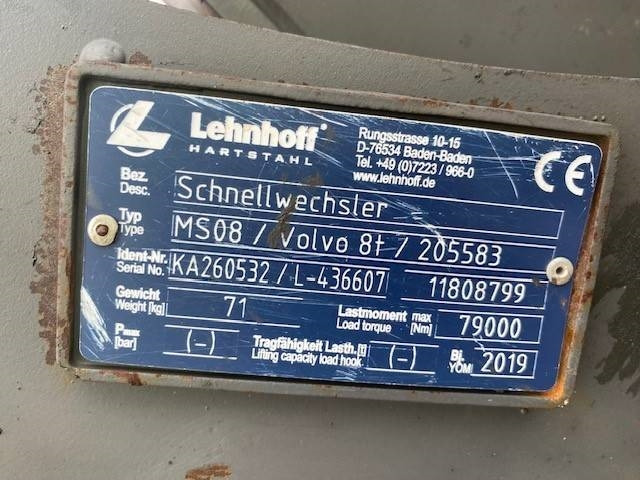 Lehnhoff®
HARTSTAHL
Rungsstrasse 10-15
D-76534 Baden-Baden
Tel. +49 (0)7223 / 966-0
www.lehnhoff.de
CE
Bez. Schnellwechsler
Desc.
Typ MS08 / Volvo 8t / 205583
Type
Ident-Nr. KA260532 / L-436607 11808799
Serial No.
Gewicht 71 Lastmoment max 79000
Weight [kg] Load torque [Nm]
Pmax (-) Tragfähigkeit Lasth. [t] (-) Bj. 2019
[bar] Lifting capacity load hook YOM